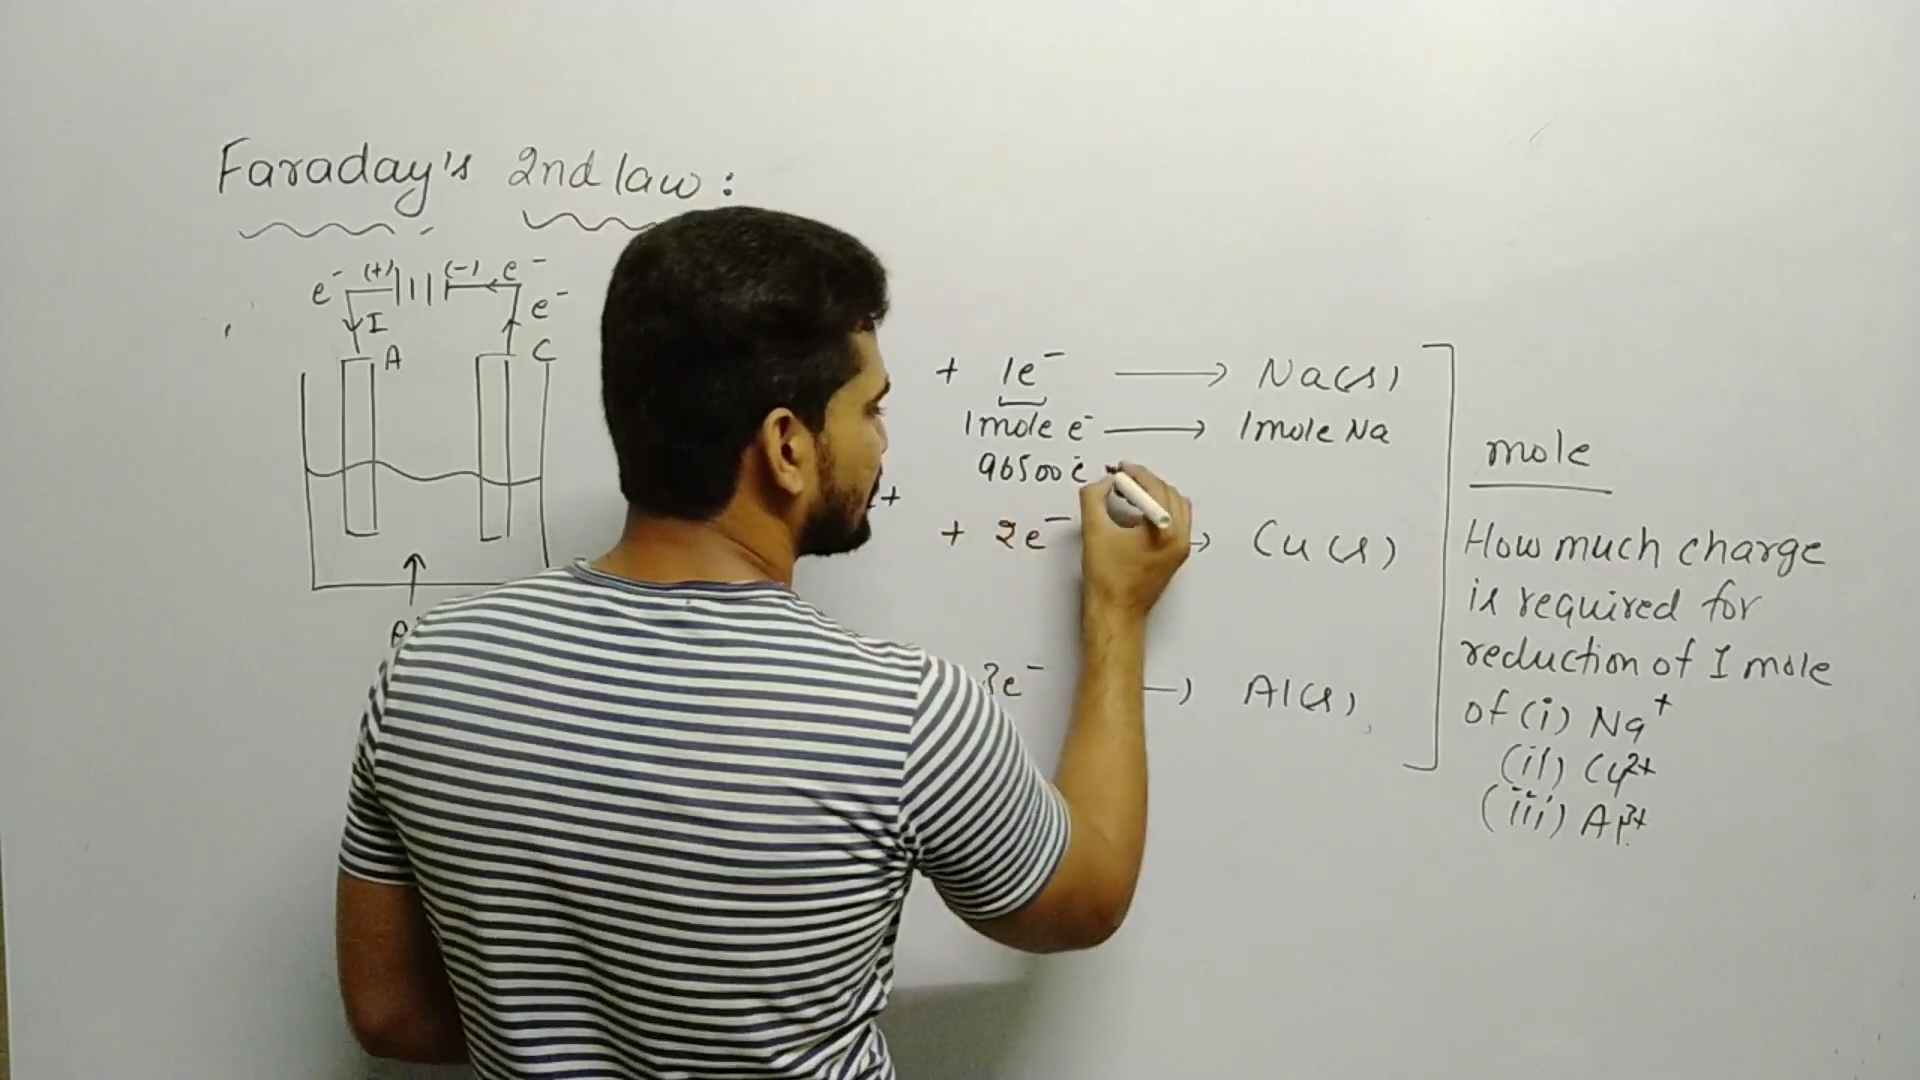 Faraday's 2nd law :
e⁻ (+) (-) e⁻
I e⁻
A C
+ 1e⁻ ⟶ Na(s)
1mole e⁻ ⟶ 1mole Na
96500
+ 2e⁻ → Cu(s)
3e⁻ → Al(s)
mole
How much charge
is required for
reduction of 1 mole
of (i) Na⁺
(ii) Cu²⁺
(iii) Al³⁺